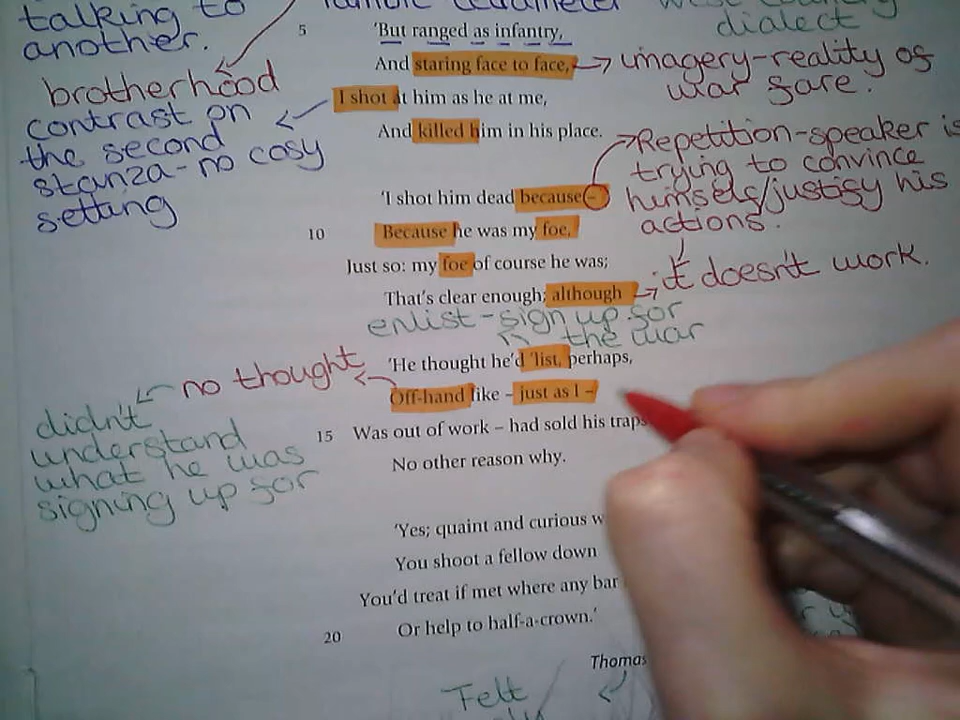 talking to
another.
iambic tetrameter
west country
dialect
brotherhood
5 'But ranged as infantry,
And staring face to face,
imagery-reality of
war fare.
I shot at him as he at me,
And killed him in his place.
contrast on
the second
stanza-no cosy
setting
Repetition-speaker is
trying to convince
himself/justify his
actions.
it doesn't work.
'I shot him dead because –
10 Because he was my foe,
Just so: my foe of course he was;
That's clear enough; although
enlist-sign up for
the war
'He thought he'd 'list, perhaps,
Off-hand like – just as I –
no thought
didn't
understand
what he was
signing up for
15 Was out of work – had sold his traps
No other reason why.
'Yes; quaint and curious w
You shoot a fellow down
You'd treat if met where any bar
20 Or help to half-a-crown.'
Thomas
Felt